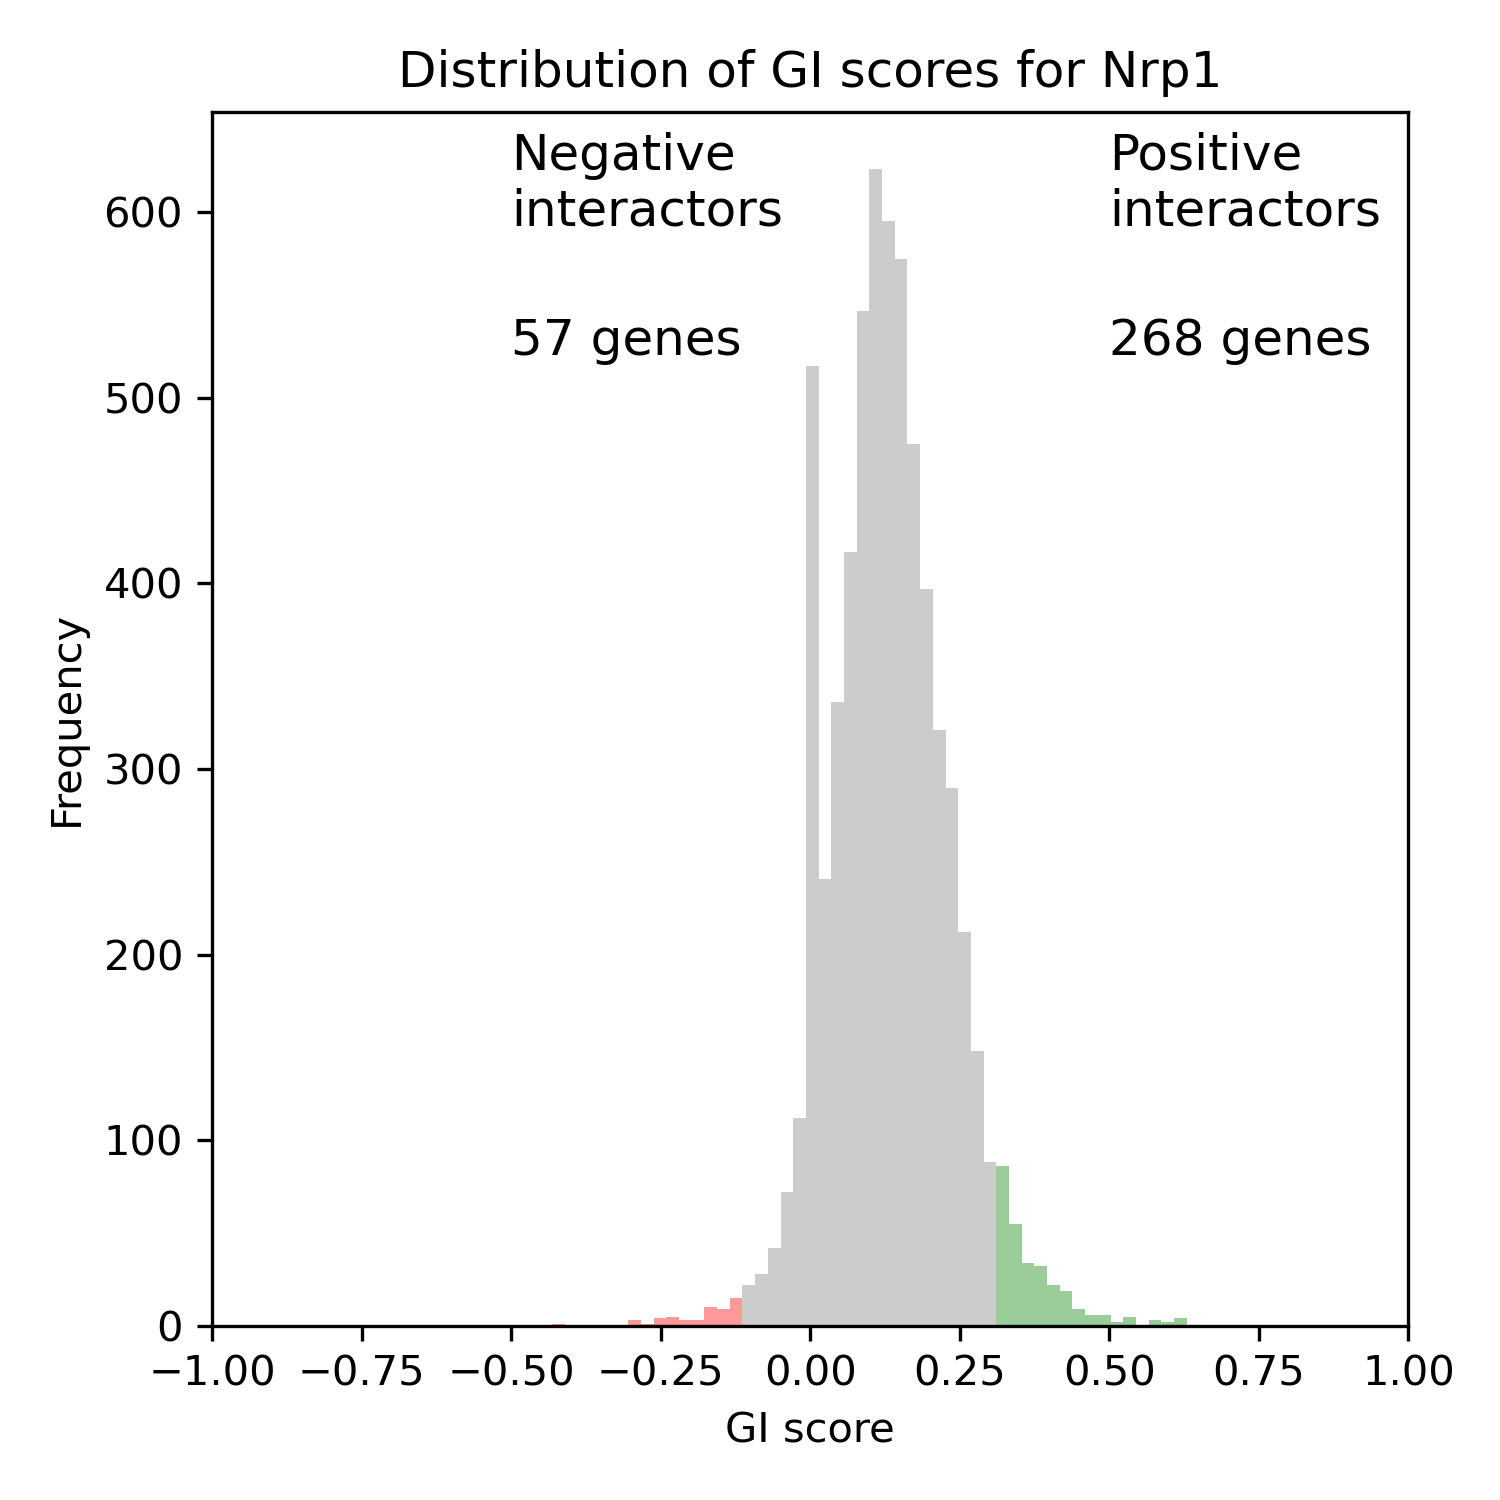 Distribution of GI scores for Nrp1
Negative
interactors
57 genes
Positive
interactors
268 genes
600
500
400
300
200
100
0
Frequency
−1.00 −0.75 −0.50 −0.25 0.00 0.25 0.50 0.75 1.00
GI score